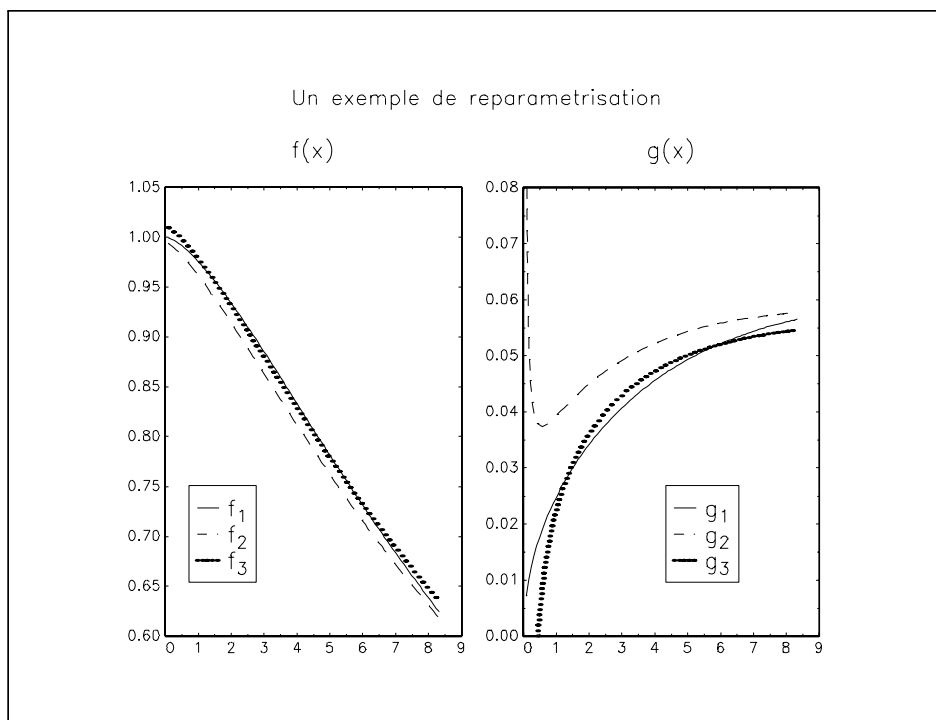 Un exemple de reparametrisation
f(x)
1.05
1.00
0.95
0.90
0.85
0.80
0.75
0.70
0.65
0.60
0 1 2 3 4 5 6 7 8 9
f1
f2
f3
g(x)
0.08
0.07
0.06
0.05
0.04
0.03
0.02
0.01
0.00
0 1 2 3 4 5 6 7 8 9
g1
g2
g3